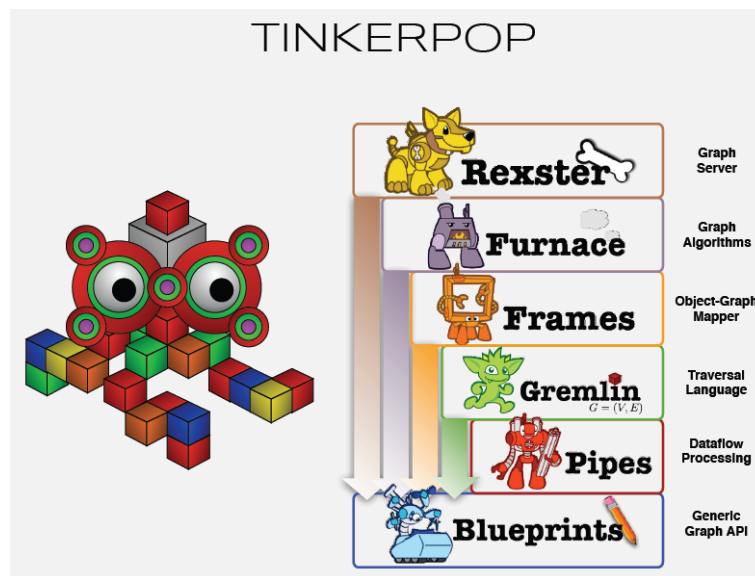 TINKERPOP
Rexster
Graph
Server
Furnace
Graph
Algorithms
Frames
Object-Graph
Mapper
Gremlin
G = (V, E)
Traversal
Language
Pipes
Dataflow
Processing
Blueprints
Generic
Graph API